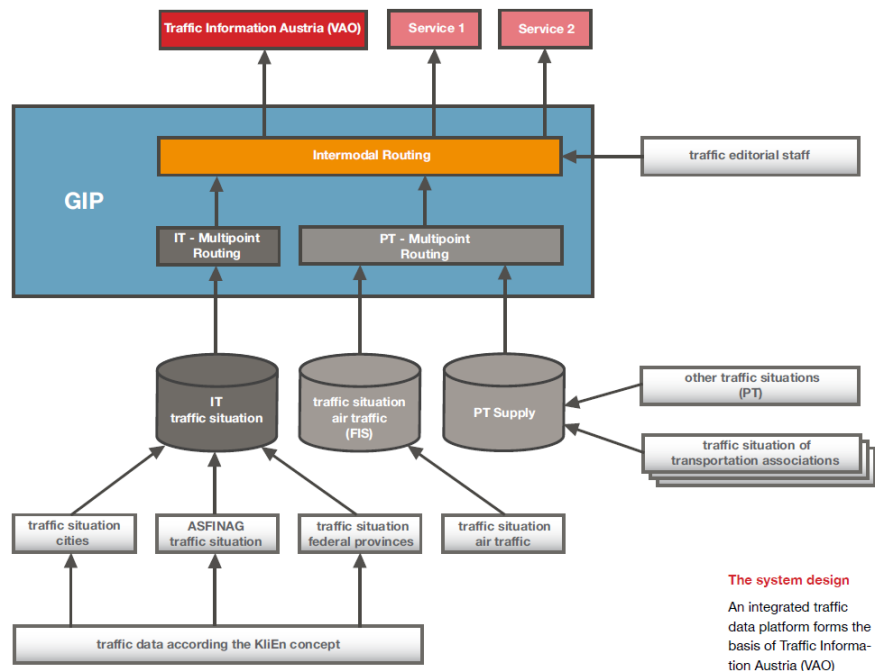 Traffic Information Austria (VAO)
Service 1
Service 2
Intermodal Routing
traffic editorial staff
GIP
IT - Multipoint
Routing
PT - Multipoint
Routing
IT
traffic situation
traffic situation
air traffic
(FIS)
PT Supply
other traffic situations
(PT)
traffic situation of
transportation associations
traffic situation
cities
ASFINAG
traffic situation
traffic situation
federal provinces
traffic situation
air traffic
traffic data according the KliEn concept
The system design
An integrated traffic
data platform forms the
basis of Traffic Informa-
tion Austria (VAO)